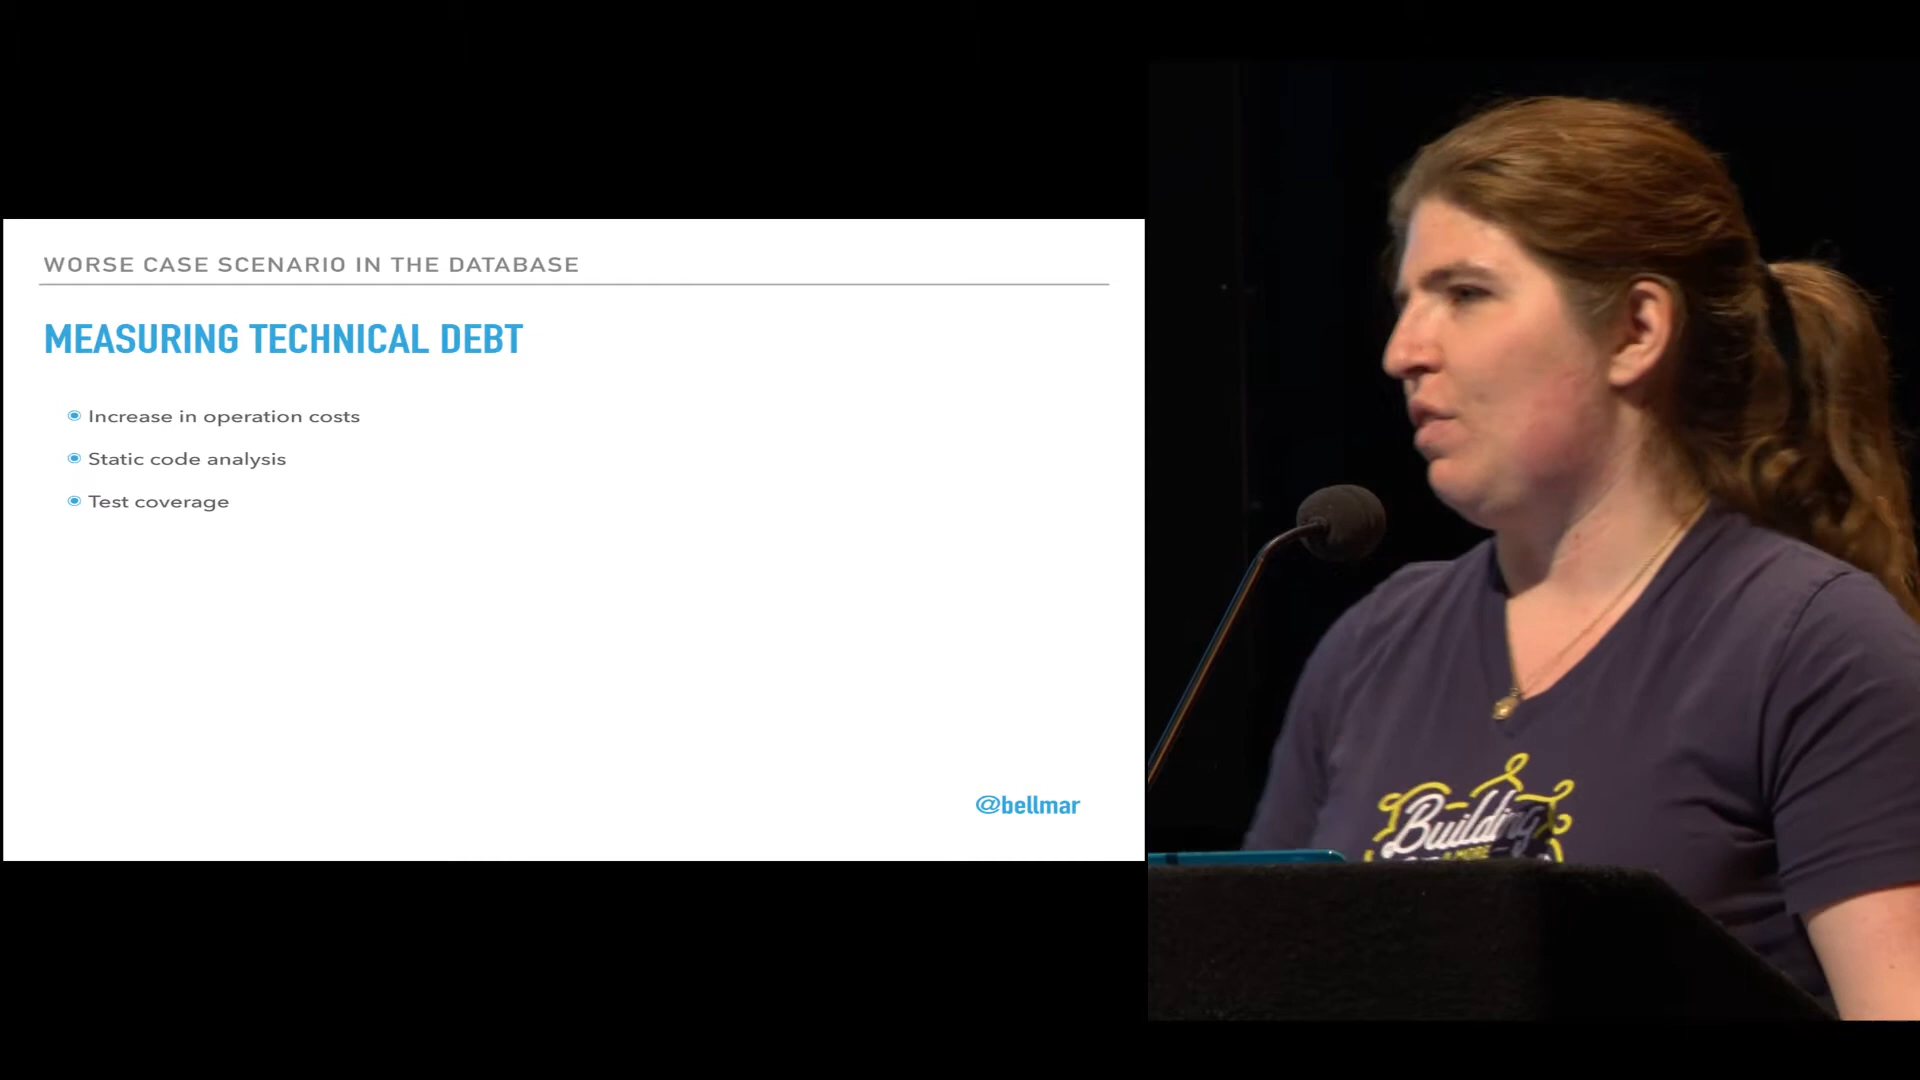 WORSE CASE SCENARIO IN THE DATABASE
MEASURING TECHNICAL DEBT
Increase in operation costs
Static code analysis
Test coverage
@bellmar
Building
A MORE